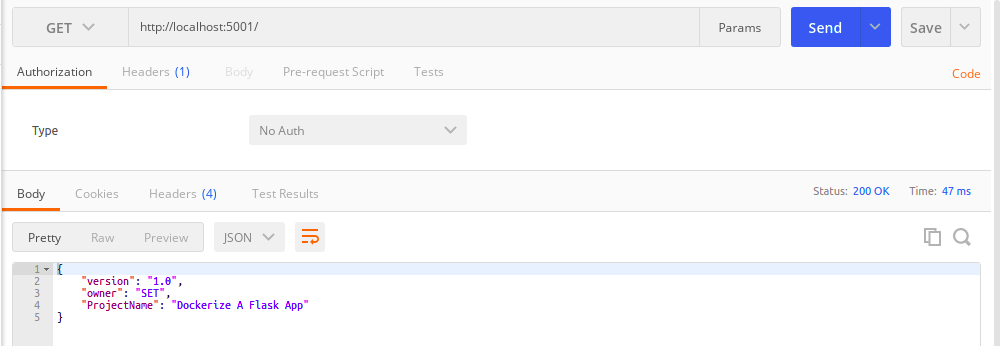 GET http://localhost:5001/ Params Send Save
Authorization Headers (1) Body Pre-request Script Tests Code
Type No Auth
Body Cookies Headers (4) Test Results Status: 200 OK Time: 47 ms
Pretty Raw Preview JSON
1 {
2 "version": "1.0",
3 "owner": "SET",
4 "ProjectName": "Dockerize A Flask App"
5 }